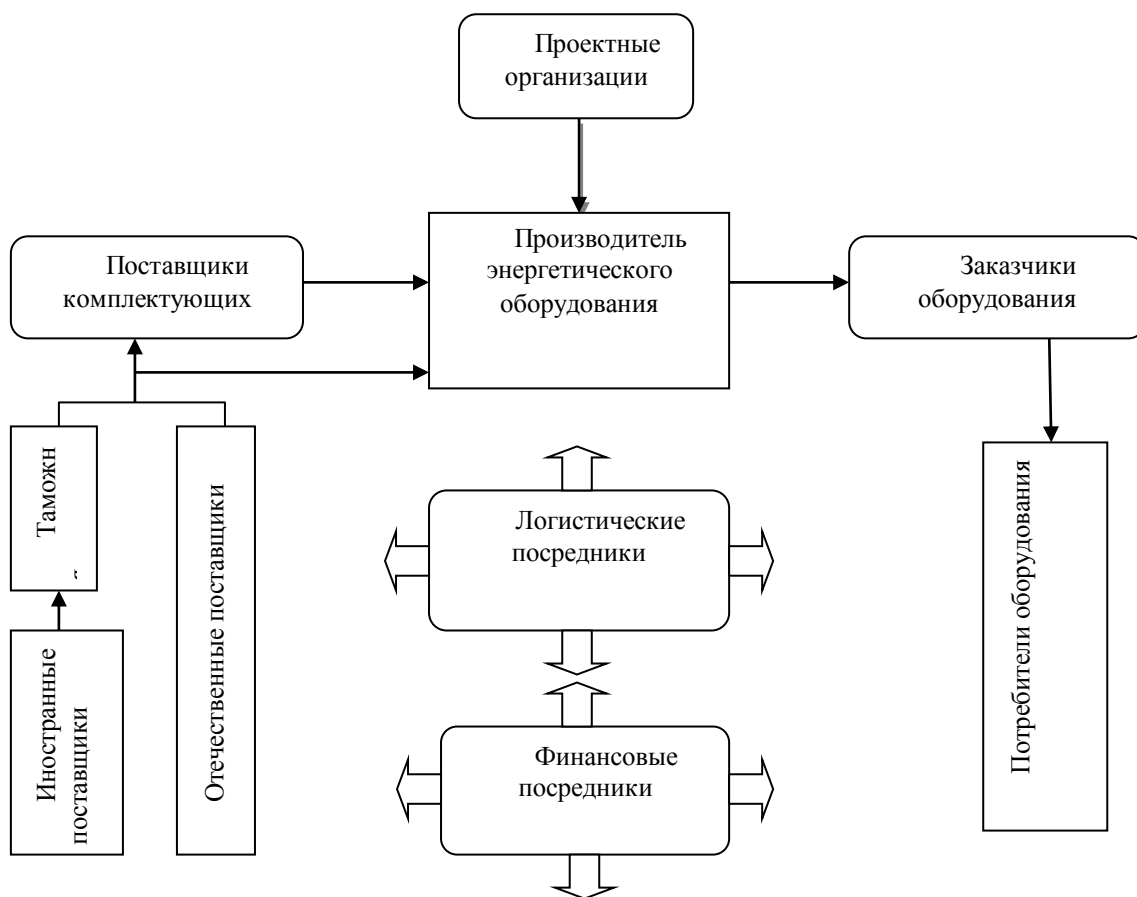 Проектные
организации
Поставщики
комплектующих
Производитель
энергетического
оборудования
Заказчики
оборудования
Таможн
Иностранные
поставщики
Отечественные поставщики
Логистические
посредники
Финансовые
посредники
Потребители оборудования